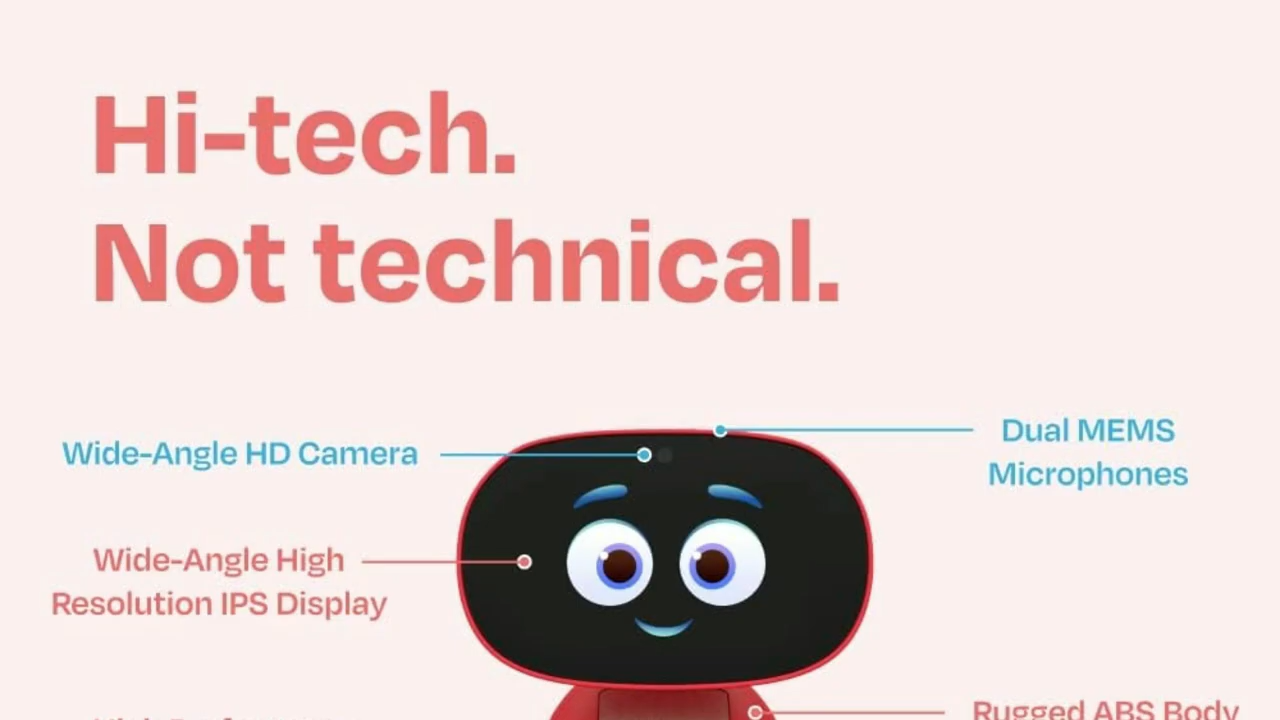 Hi-tech.
Not technical.
Wide-Angle HD Camera
Dual MEMS
Microphones
Wide-Angle High
Resolution IPS Display
Rugged ABS Body